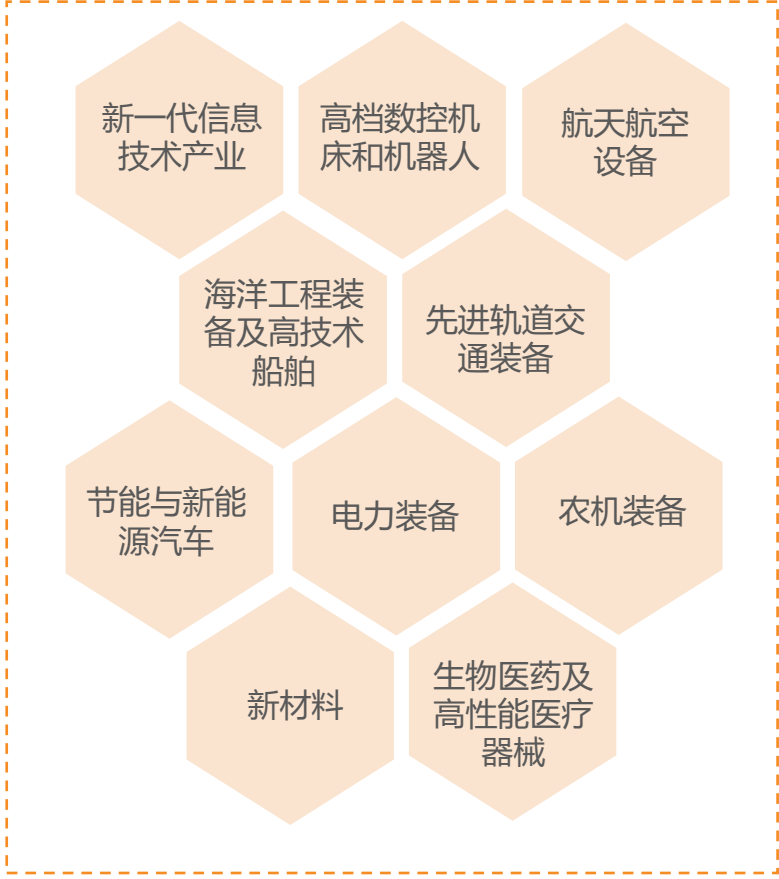 新一代信息
技术产业
高档数控机
床和机器人
航天航空
设备
海洋工程装
备及高技术
船舶
先进轨道交
通装备
节能与新能
源汽车
电力装备
农机装备
新材料
生物医药及
高性能医疗
器械